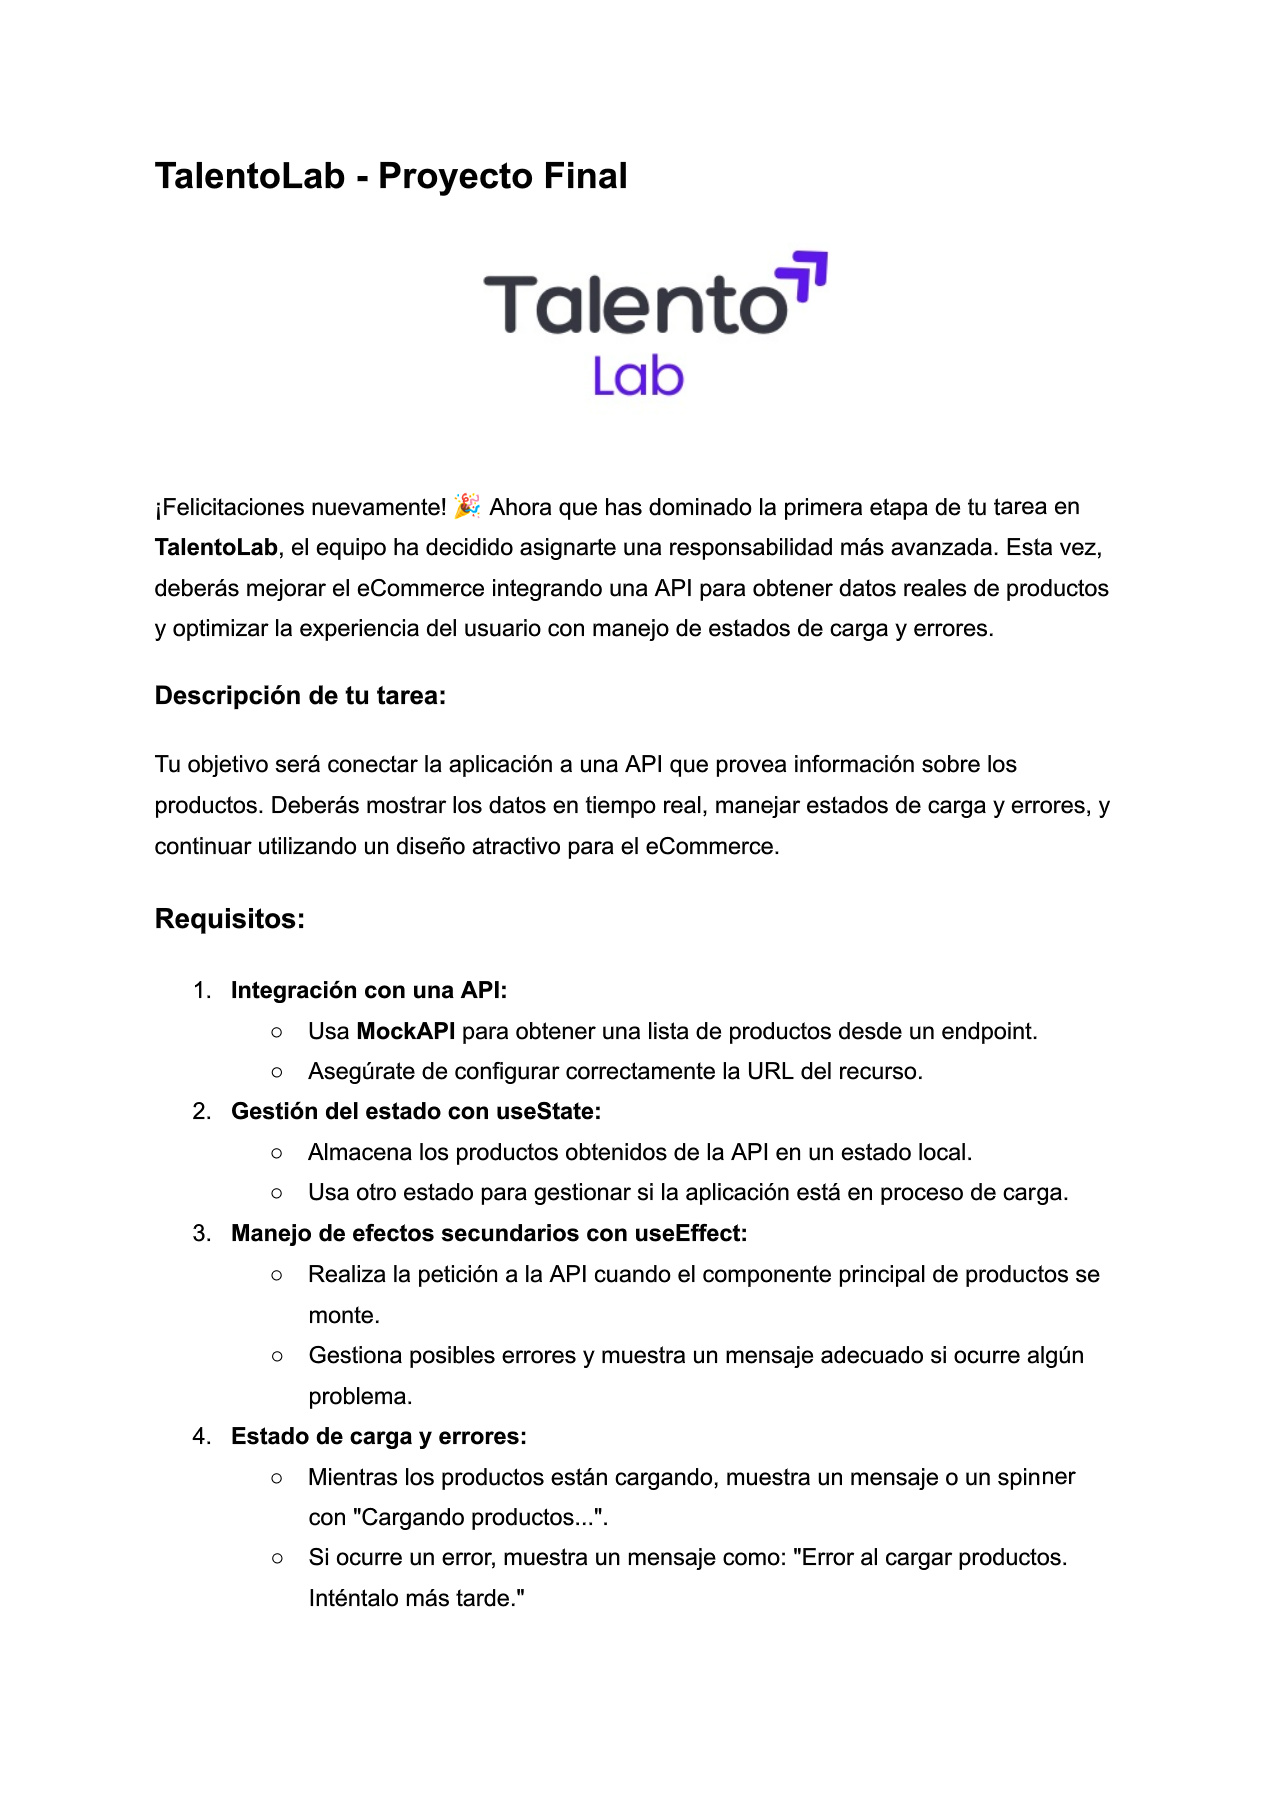 TalentoLab - Proyecto Final
Talento
Lab
¡Felicitaciones nuevamente! 🎉 Ahora que has dominado la primera etapa de tu tarea en
TalentoLab, el equipo ha decidido asignarte una responsabilidad más avanzada. Esta vez,
deberás mejorar el eCommerce integrando una API para obtener datos reales de productos
y optimizar la experiencia del usuario con manejo de estados de carga y errores.
Descripción de tu tarea:
Tu objetivo será conectar la aplicación a una API que provea información sobre los
productos. Deberás mostrar los datos en tiempo real, manejar estados de carga y errores, y
continuar utilizando un diseño atractivo para el eCommerce.
Requisitos:
1. Integración con una API:
○ Usa MockAPI para obtener una lista de productos desde un endpoint.
○ Asegúrate de configurar correctamente la URL del recurso.
2. Gestión del estado con useState:
○ Almacena los productos obtenidos de la API en un estado local.
○ Usa otro estado para gestionar si la aplicación está en proceso de carga.
3. Manejo de efectos secundarios con useEffect:
○ Realiza la petición a la API cuando el componente principal de productos se
monte.
○ Gestiona posibles errores y muestra un mensaje adecuado si ocurre algún
problema.
4. Estado de carga y errores:
○ Mientras los productos están cargando, muestra un mensaje o un spinner
con "Cargando productos...".
○ Si ocurre un error, muestra un mensaje como: "Error al cargar productos.
Inténtalo más tarde."